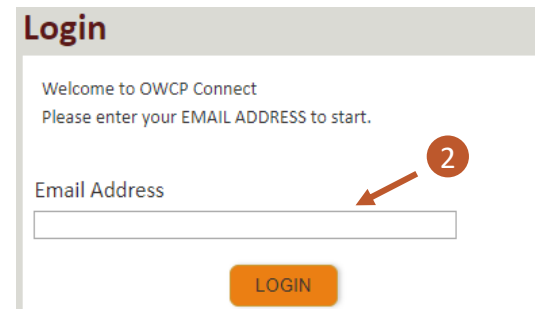 Login
Welcome to OWCP Connect
Please enter your EMAIL ADDRESS to start.
2
Email Address
LOGIN